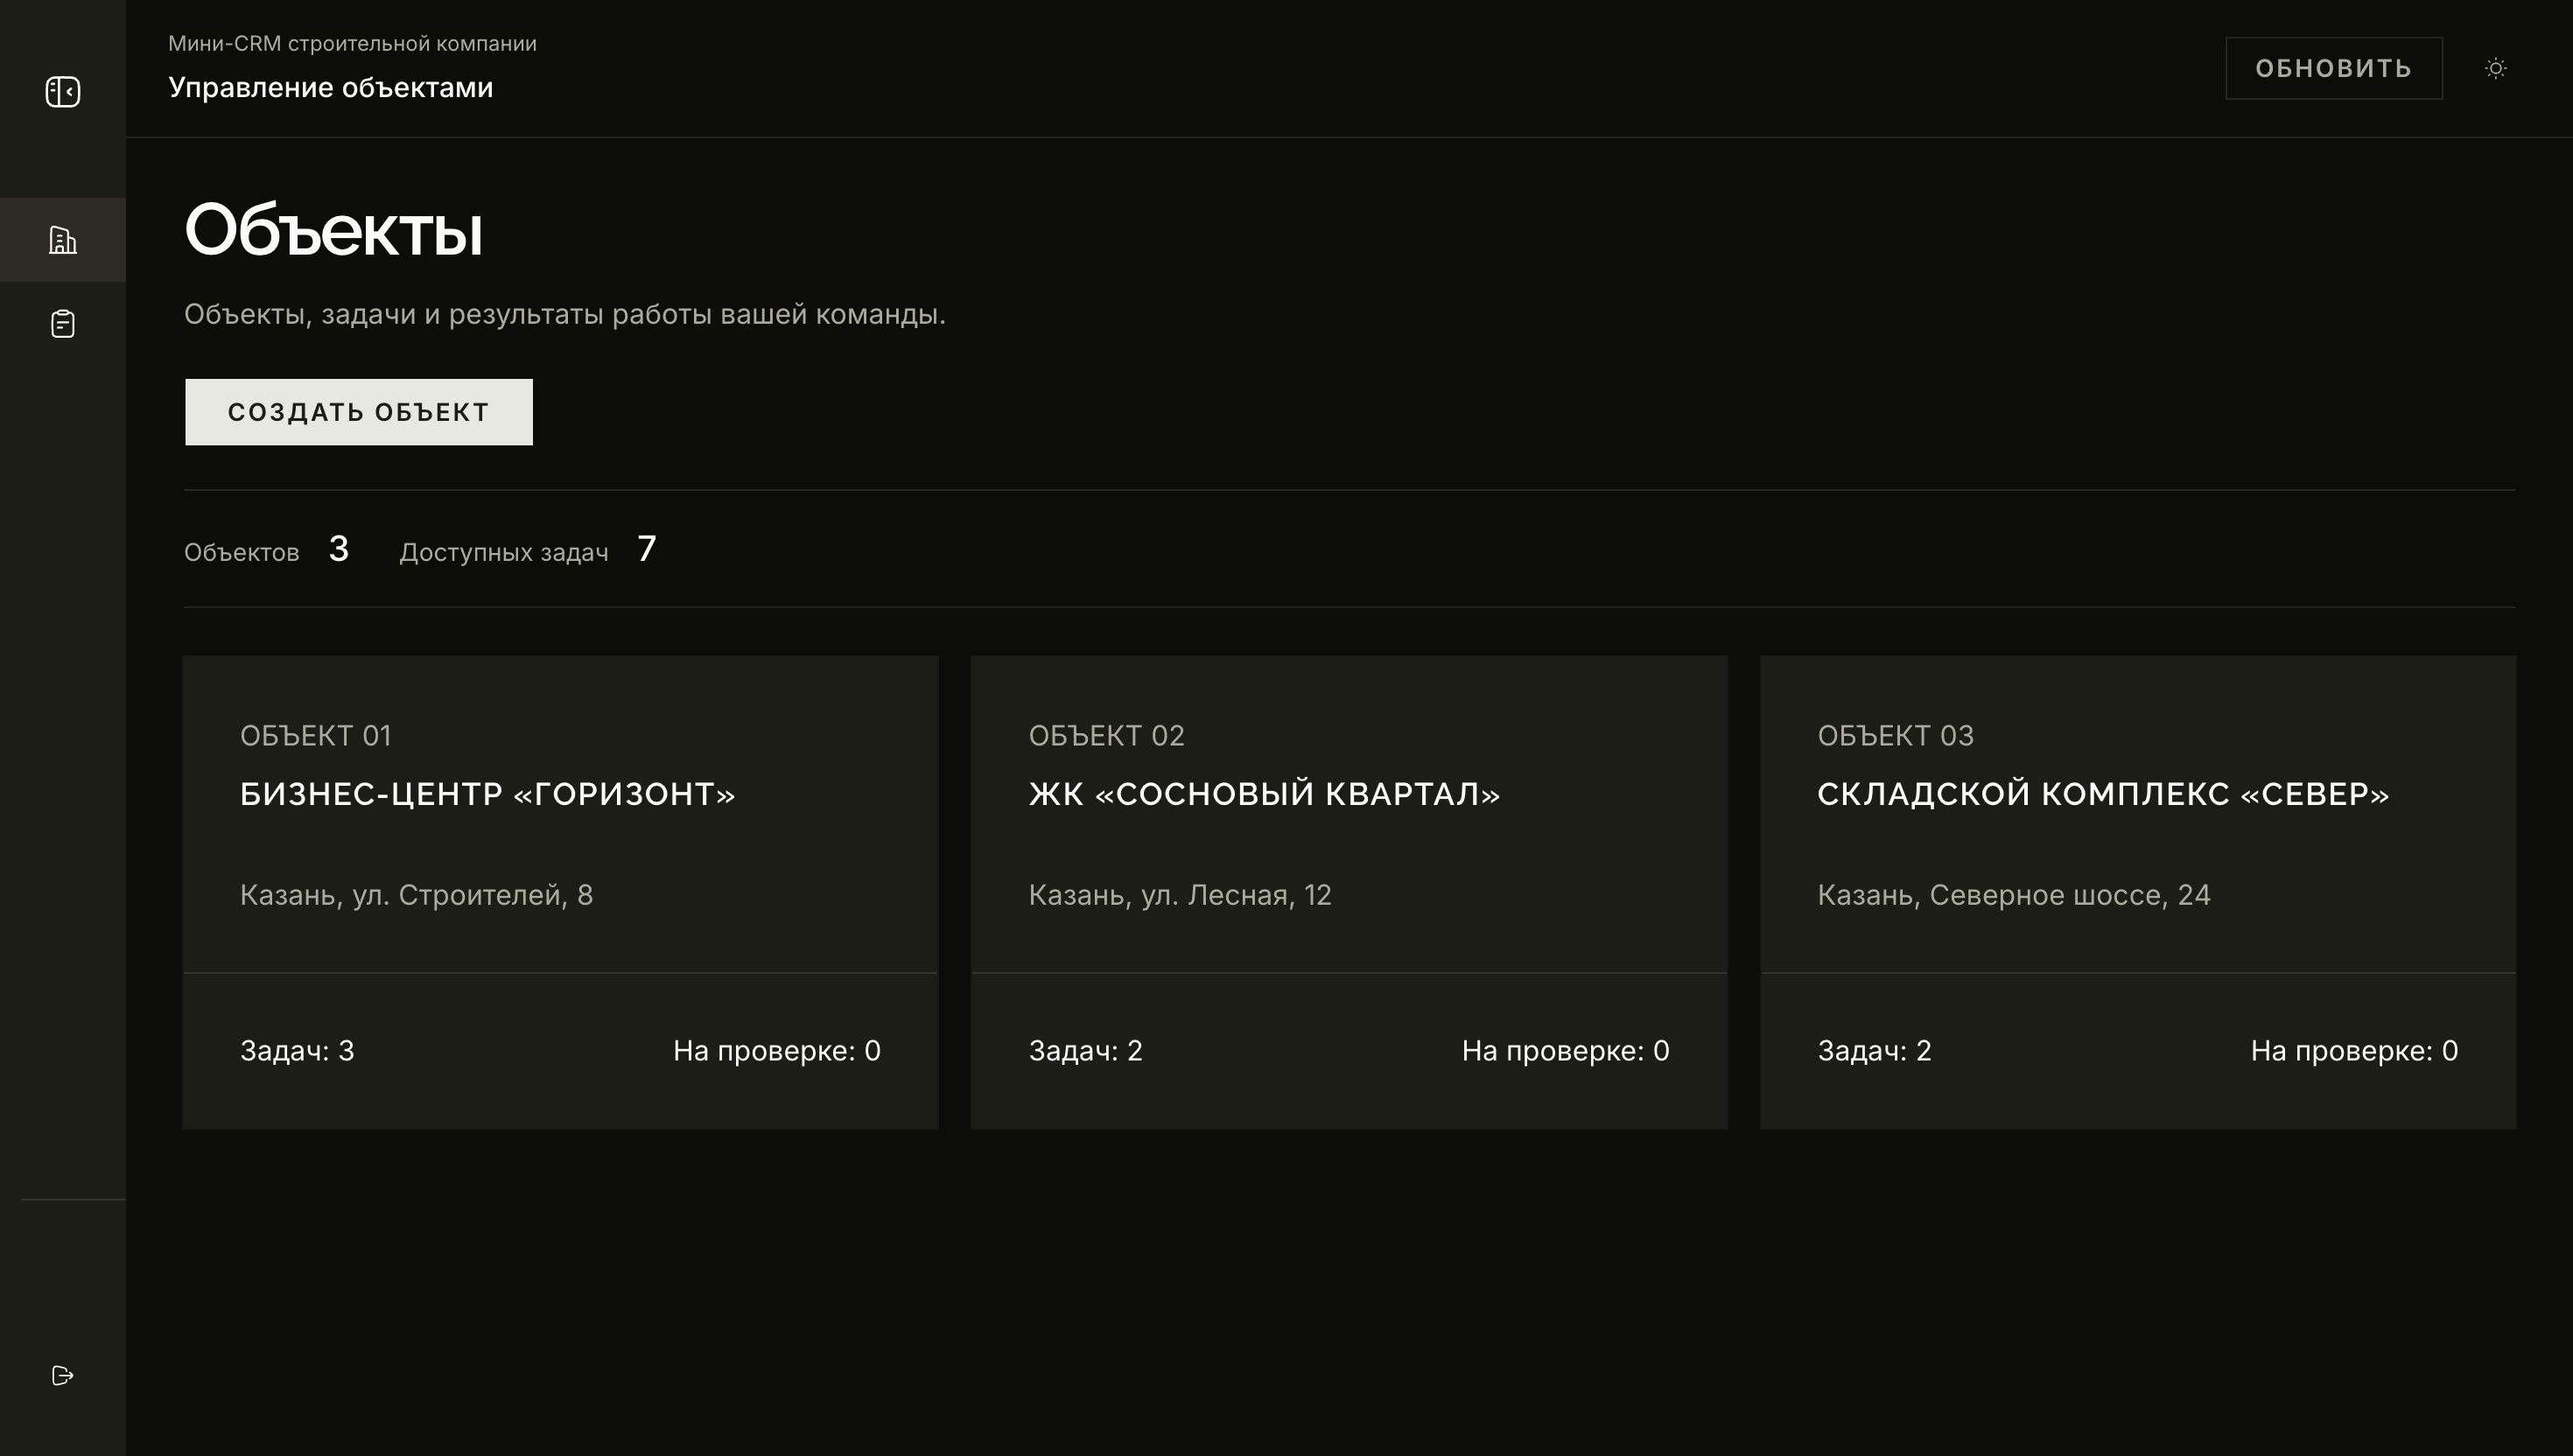 Мини-CRM строительной компании
Управление объектами
ОБНОВИТЬ
Объекты
Объекты, задачи и результаты работы вашей команды.
СОЗДАТЬ ОБЪЕКТ
Объектов 3 Доступных задач 7
ОБЪЕКТ 01
БИЗНЕС-ЦЕНТР «ГОРИЗОНТ»
Казань, ул. Строителей, 8
Задач: 3 На проверке: 0
ОБЪЕКТ 02
ЖК «СОСНОВЫЙ КВАРТАЛ»
Казань, ул. Лесная, 12
Задач: 2 На проверке: 0
ОБЪЕКТ 03
СКЛАДСКОЙ КОМПЛЕКС «СЕВЕР»
Казань, Северное шоссе, 24
Задач: 2 На проверке: 0